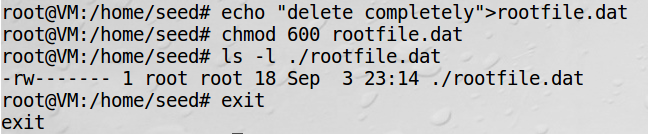 root@VM:/home/seed# echo "delete completely">rootfile.dat
root@VM:/home/seed# chmod 600 rootfile.dat
root@VM:/home/seed# ls -l ./rootfile.dat
-rw------- 1 root root 18 Sep  3 23:14 ./rootfile.dat
root@VM:/home/seed# exit
exit